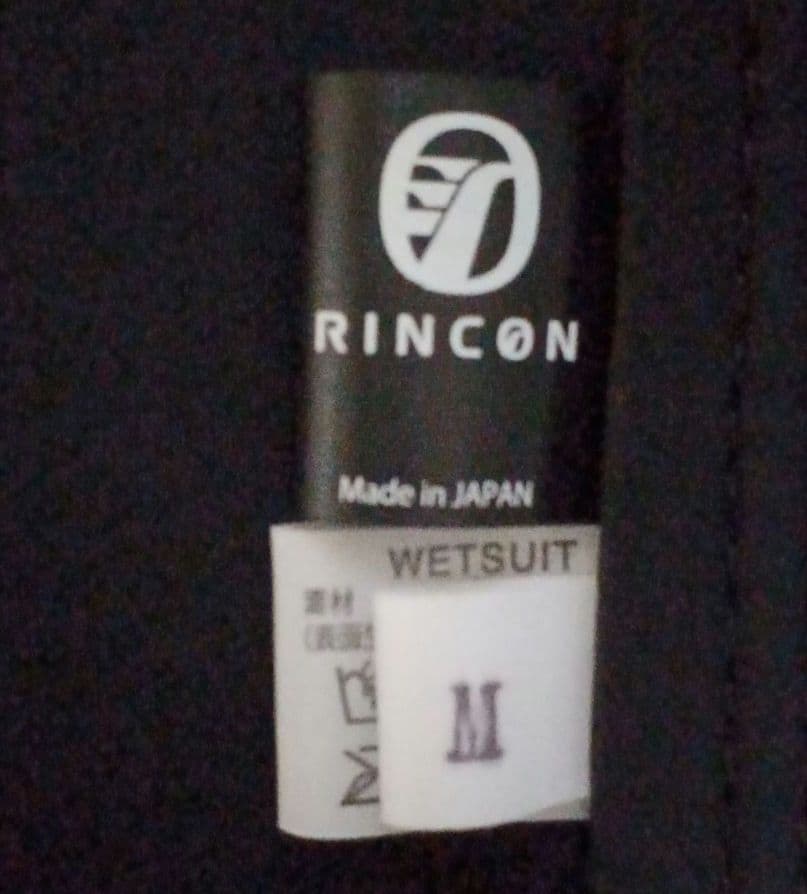 RINCON
Made in JAPAN
WETSUIT
素材
M